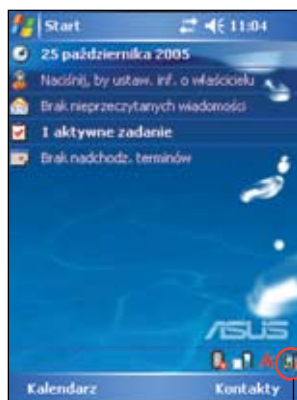 Start 11:04
25 października 2005
Naciśnij, by ustaw. inf. o właścicielu
Brak nieprzeczytanych wiadomości
1 aktywne zadanie
Brak nadchodz. terminów
ASUS
A
Kalendarz Kontakty